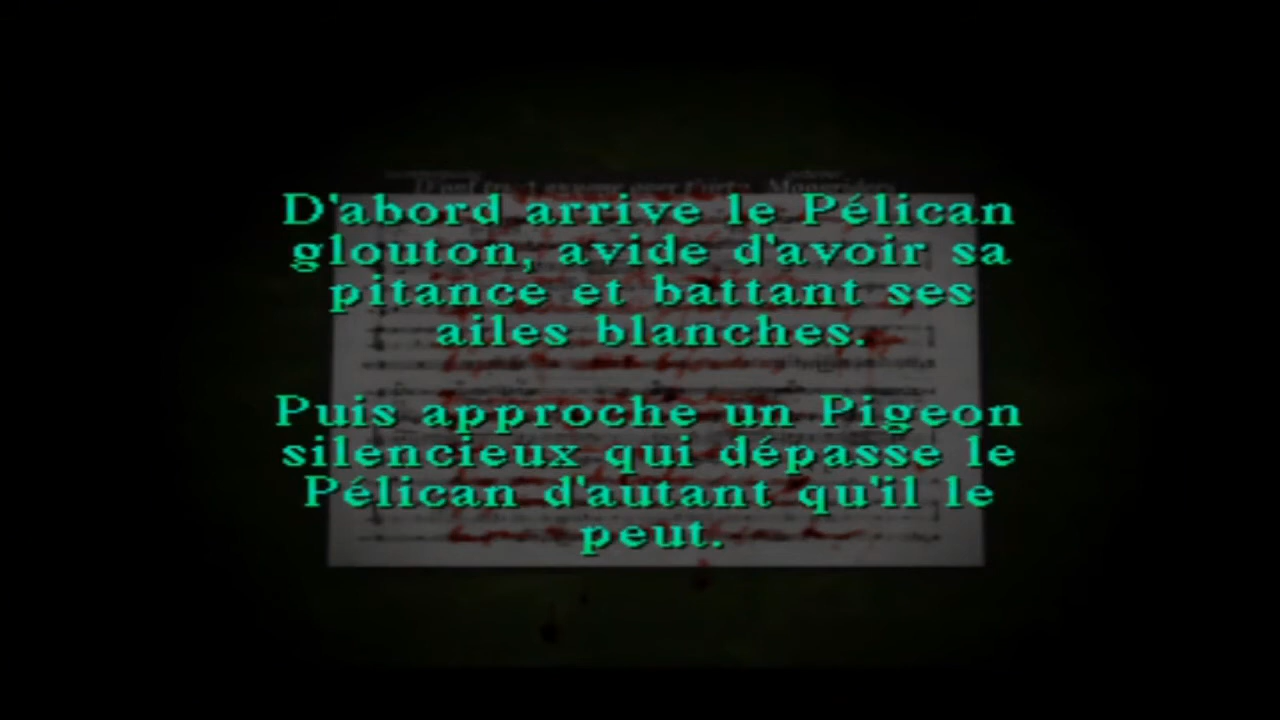 D'abord arrive le Pélican
glouton, avide d'avoir sa
pitance et battant ses
ailes blanches.
Puis approche un Pigeon
silencieux qui dépasse le
Pélican d'autant qu'il le
peut.